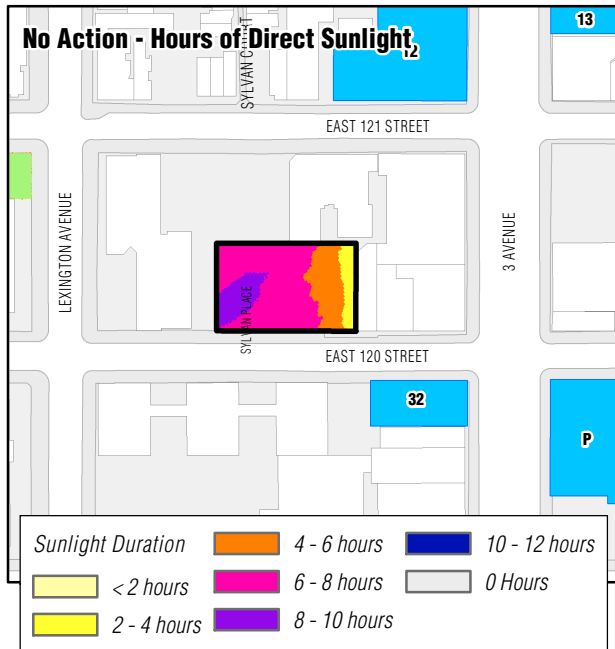 No Action - Hours of Direct Sunlight
13
12
SYLVAN COURT
EAST 121 STREET
LEXINGTON AVENUE
3 AVENUE
SYLVAN PLACE
EAST 120 STREET
32
P
Sunlight Duration
< 2 hours
2 - 4 hours
4 - 6 hours
6 - 8 hours
8 - 10 hours
10 - 12 hours
0 Hours